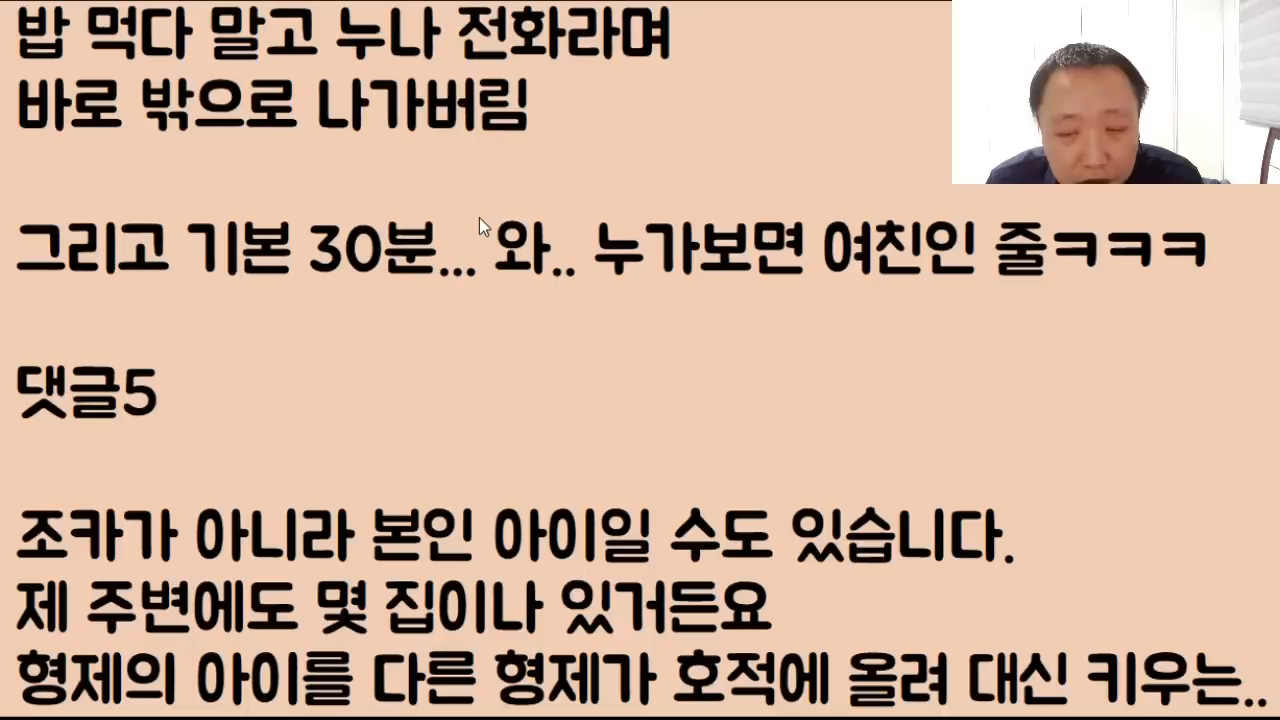 밥 먹다 말고 누나 전화라며
바로 밖으로 나가버림
그리고 기본 30분... 와.. 누가보면 여친인 줄ㅋㅋㅋ
댓글5
조카가 아니라 본인 아이일 수도 있습니다.
제 주변에도 몇 집이나 있거든요
형제의 아이를 다른 형제가 호적에 올려 대신 키우는..